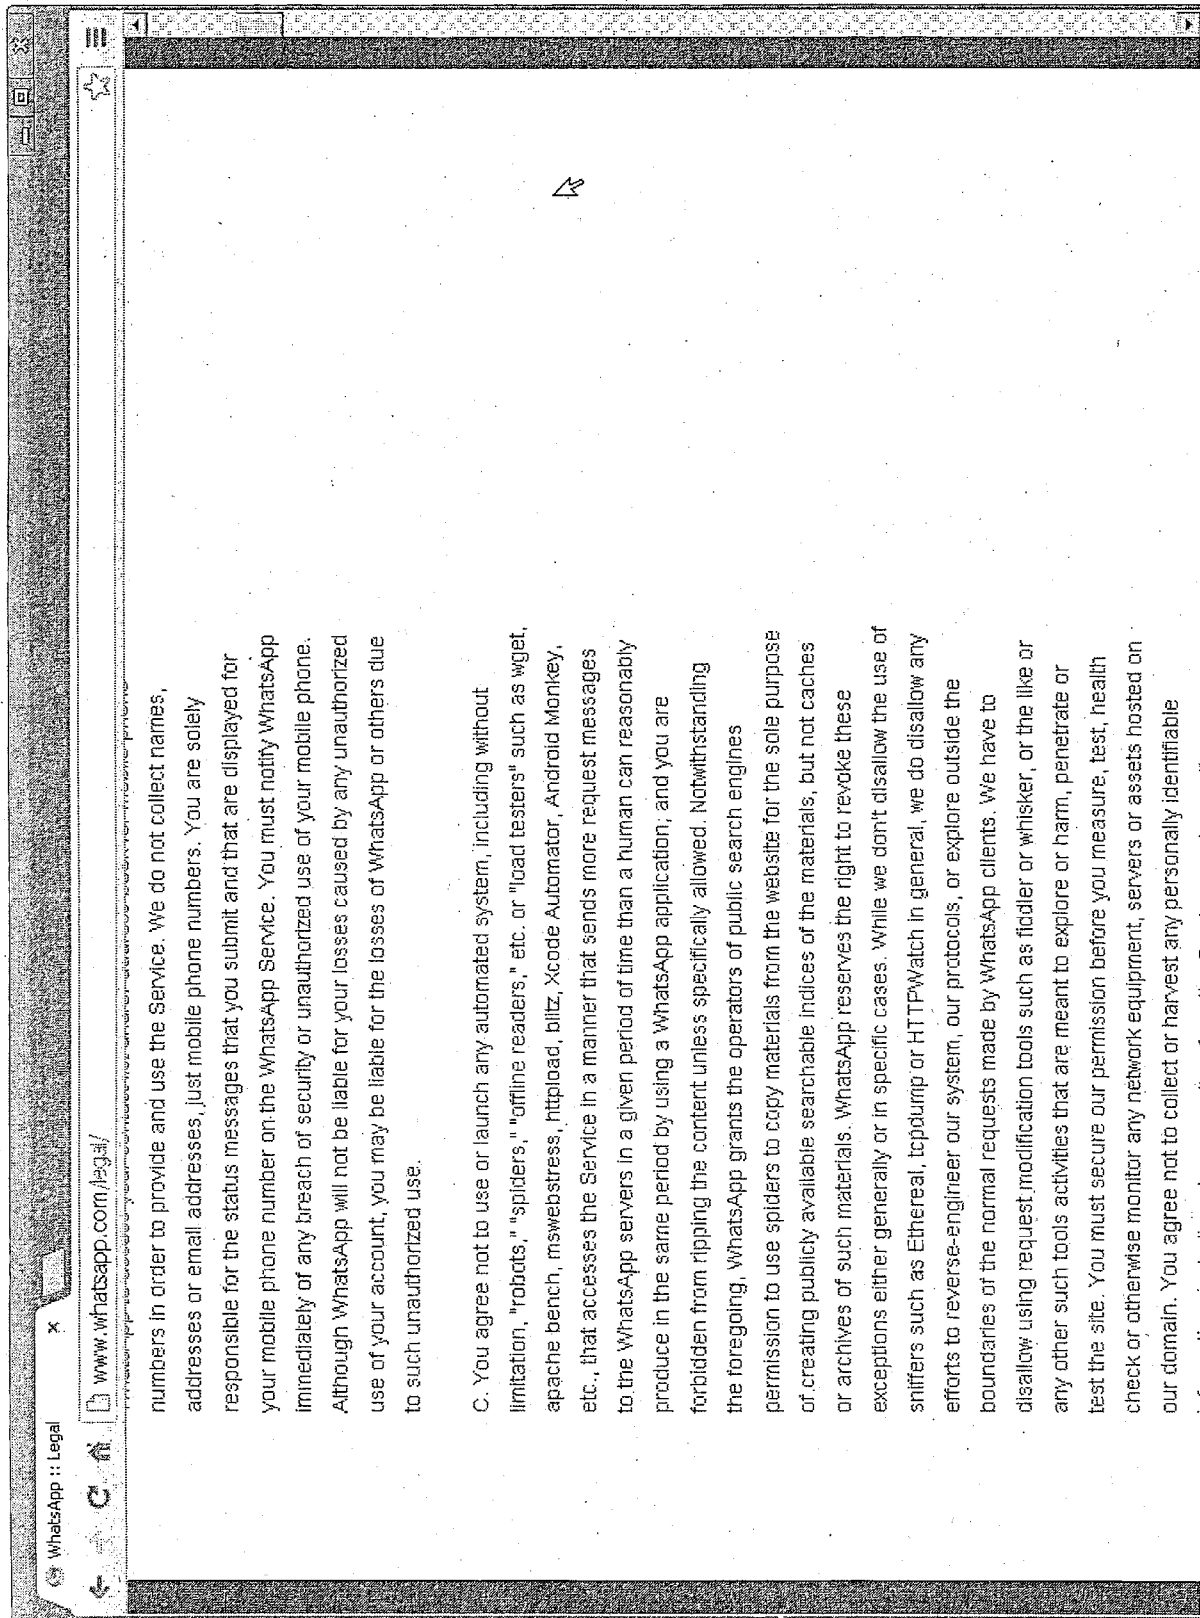 WhatsApp :: Legal
www.whatsapp.com/legal/
numbers in order to provide and use the Service. We do not collect names,
addresses or email addresses, just mobile phone numbers. You are solely
responsible for the status messages that you submit and that are displayed for
your mobile phone number on the WhatsApp Service. You must notify WhatsApp
immediately of any breach of security or unauthorized use of your mobile phone.
Although WhatsApp will not be liable for your losses caused by any unauthorized
use of your account, you may be liable for the losses of WhatsApp or others due
to such unauthorized use.
C. You agree not to use or launch any automated system, including without
limitation, "robots," "spiders," "offline readers," etc. or "load testers" such as wget,
apache bench, mswebstress, httpload, blitz, Xcode Automator, Android Monkey,
etc., that accesses the Service in a manner that sends more request messages
to the WhatsApp servers in a given period of time than a human can reasonably
produce in the same period by using a WhatsApp application; and you are
forbidden from ripping the content unless specifically allowed. Notwithstanding
the foregoing, WhatsApp grants the operators of public search engines
permission to use spiders to copy materials from the website for the sole purpose
of creating publicly available searchable indices of the materials, but not caches
or archives of such materials. WhatsApp reserves the right to revoke these
exceptions either generally or in specific cases. While we don't disallow the use of
sniffers such as Ethereal, tcpdump or HTTPWatch in general, we do disallow any
efforts to reverse-engineer our system, our protocols, or explore outside the
boundaries of the normal requests made by WhatsApp clients. We have to
disallow using request modification tools such as fiddler or whisker, or the like or
any other such tools activities that are meant to explore or harm, penetrate or
test the site. You must secure our permission before you measure, test, health
check or otherwise monitor any network equipment, servers or assets hosted on
our domain. You agree not to collect or harvest any personally identifiable